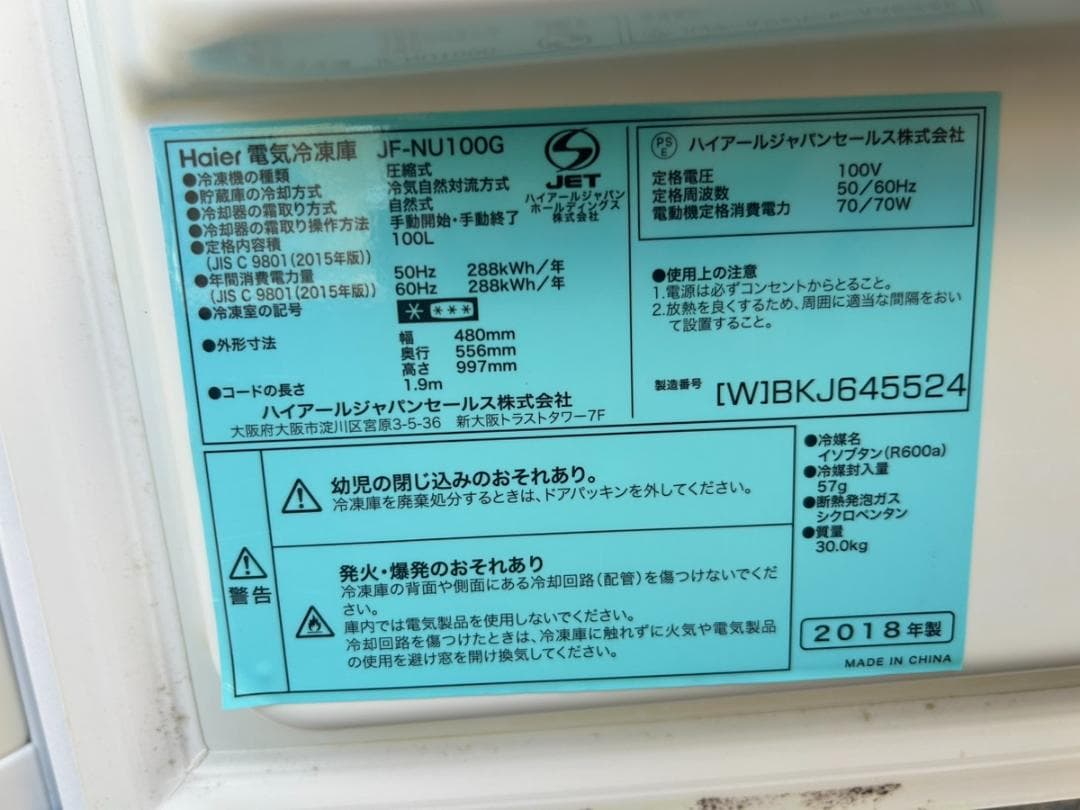 Haier 電気冷凍庫 JF-NU100G
●冷凍機の種類 圧縮式
●貯蔵庫の冷却方式 冷気自然対流方式
●冷却器の霜取り方式 自然式
●冷却器の霜取り操作方法 手動開始・手動終了
●定格内容積 100L
(JIS C 9801(2015年版))
●年間消費電力量 50Hz 288kWh/年
(JIS C 9801(2015年版)) 60Hz 288kWh/年
●冷凍室の記号
●外形寸法 幅 480mm
奥行 556mm
高さ 997mm
●コードの長さ 1.9m
ハイアールジャパンセールス株式会社
大阪府大阪市淀川区宮原3-5-36 新大阪トラストタワー7F
JET
ハイアールジャパン
ホールディングス
株式会社
PS
E
ハイアールジャパンセールス株式会社
定格電圧 100V
定格周波数 50/60Hz
電動機定格消費電力 70/70W
●使用上の注意
1.電源は必ずコンセントからとること。
2.放熱を良くするため、周囲に適当な間隔をおい
て設置すること。
製造番号 [W]BKJ645524
警告
幼児の閉じ込みのおそれあり。
冷凍庫を廃棄処分するときは、ドアパッキンを外してください。
発火・爆発のおそれあり
冷凍庫の背面や側面にある冷却回路(配管)を傷つけないでくだ
さい。
庫内では電気製品を使用しないでください。
冷却回路を傷つけたときは、冷凍庫に触れずに火気や電気製品
の使用を避け窓を開け換気してください。
●冷媒名
イソブタン(R600a)
●冷媒封入量
57g
●断熱発泡ガス
シクロペンタン
●質量
30.0kg
2018年製
MADE IN CHINA